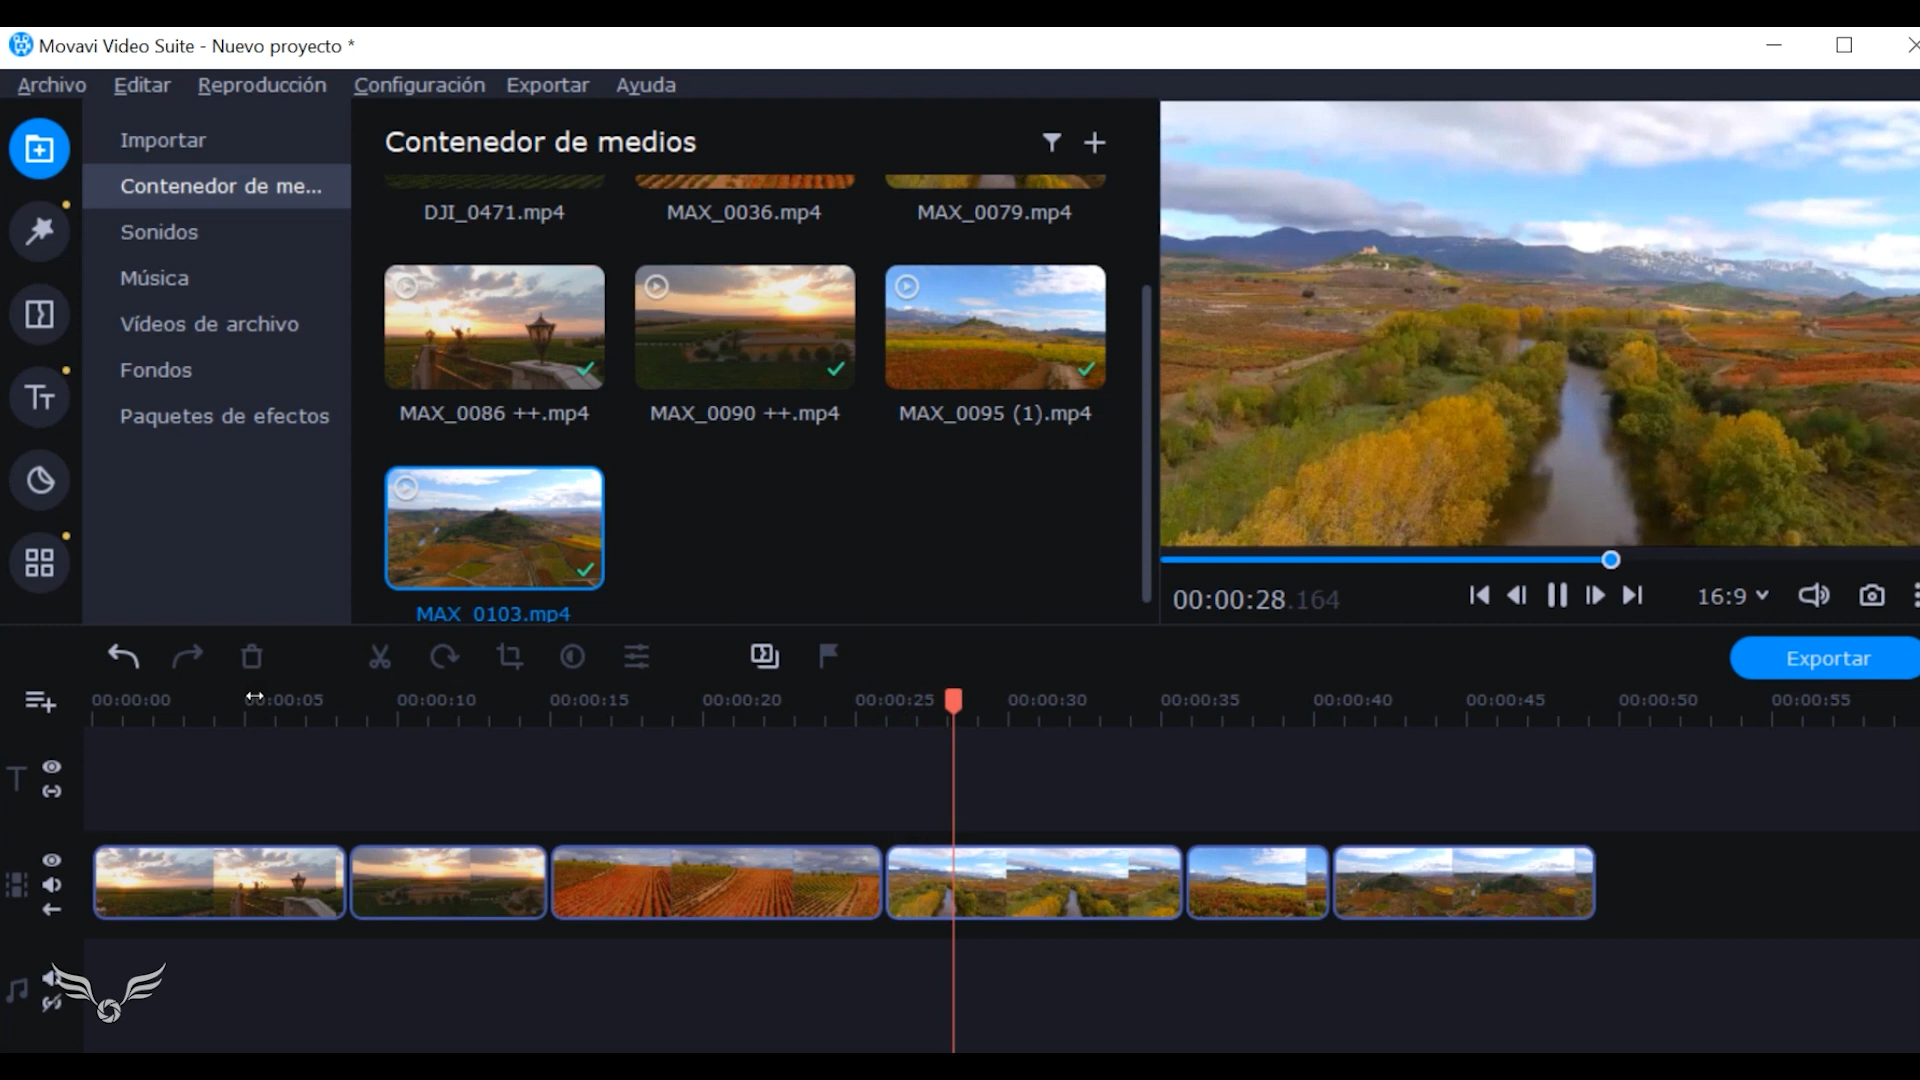 Movavi Video Suite - Nuevo proyecto *
Archivo Editar Reproducción Configuración Exportar Ayuda
Importar
Contenedor de me...
Sonidos
Música
Vídeos de archivo
Fondos
Paquetes de efectos
Contenedor de medios
DJI_0471.mp4 MAX_0036.mp4 MAX_0079.mp4
MAX_0086 ++.mp4 MAX_0090 ++.mp4 MAX_0095 (1).mp4
MAX_0103.mp4
00:00:28.164
16:9
Exportar
00:00:00 00:00:05 00:00:10 00:00:15 00:00:20 00:00:25 00:00:30 00:00:35 00:00:40 00:00:45 00:00:50 00:00:55